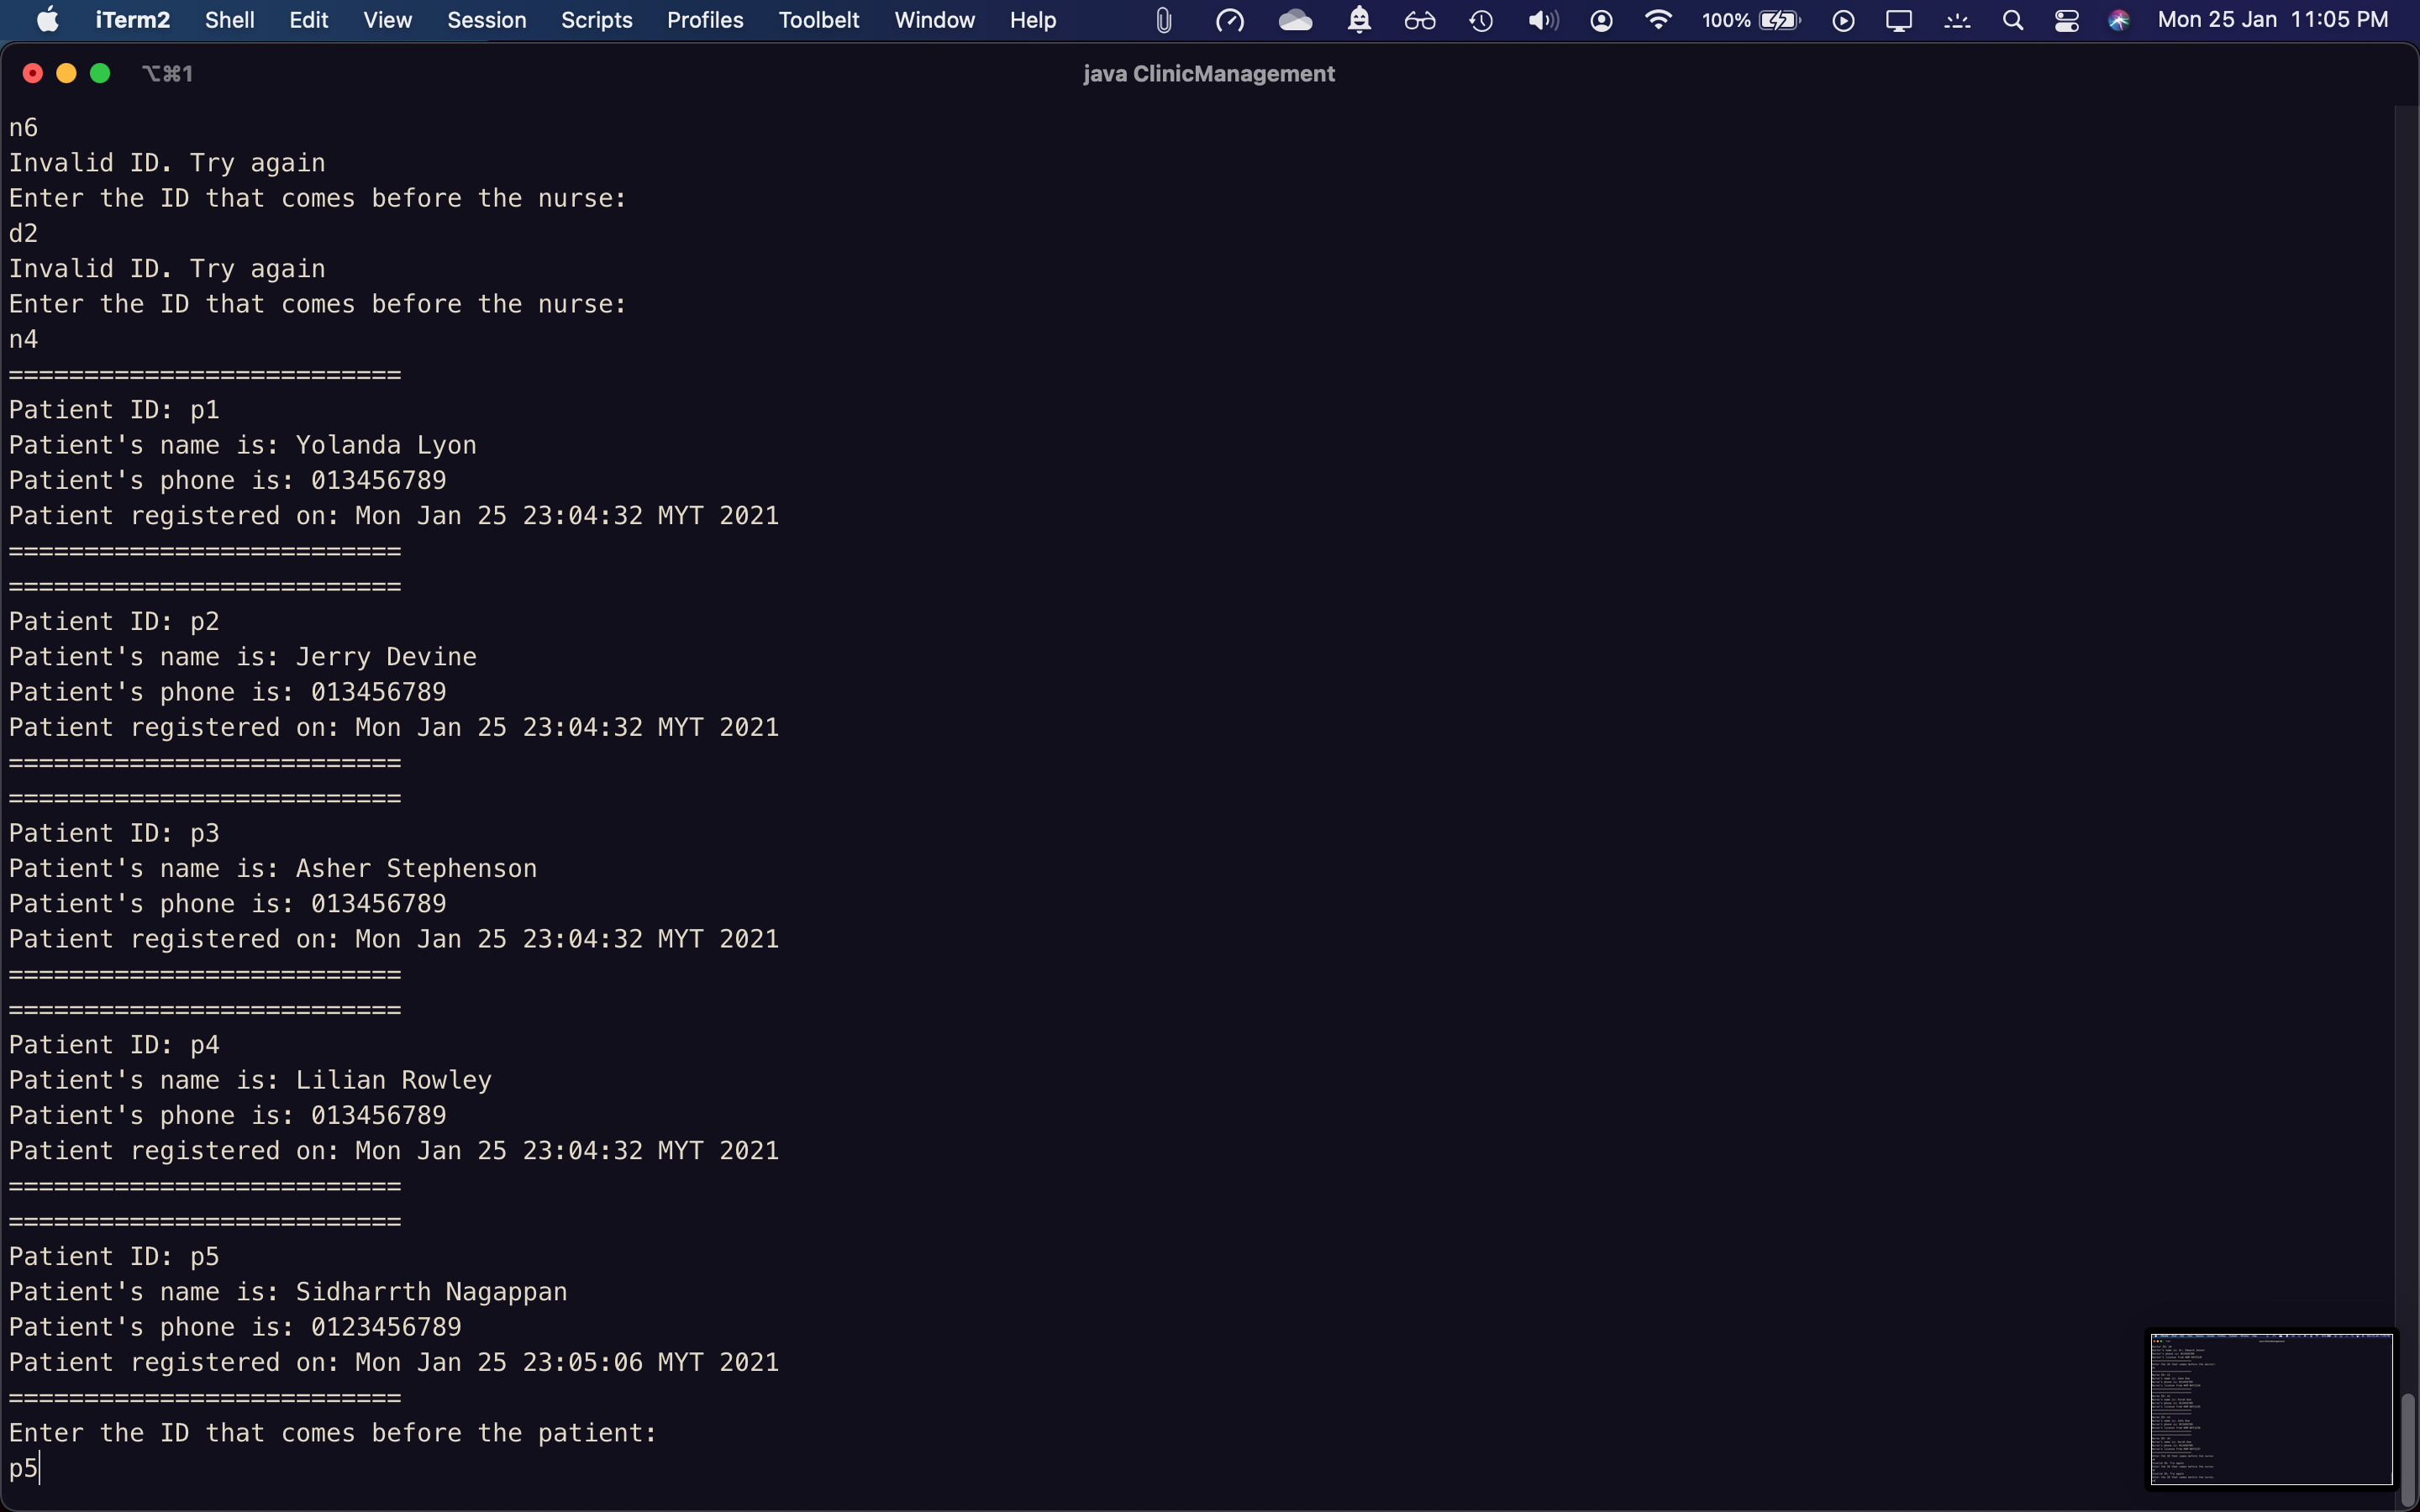 iTerm2 Shell Edit View Session Scripts Profiles Toolbelt Window Help 100% Mon 25 Jan 11:05 PM
⌥⌘1 java ClinicManagement
n6
Invalid ID. Try again
Enter the ID that comes before the nurse:
d2
Invalid ID. Try again
Enter the ID that comes before the nurse:
n4
==========================
Patient ID: p1
Patient's name is: Yolanda Lyon
Patient's phone is: 013456789
Patient registered on: Mon Jan 25 23:04:32 MYT 2021
==========================
==========================
Patient ID: p2
Patient's name is: Jerry Devine
Patient's phone is: 013456789
Patient registered on: Mon Jan 25 23:04:32 MYT 2021
==========================
==========================
Patient ID: p3
Patient's name is: Asher Stephenson
Patient's phone is: 013456789
Patient registered on: Mon Jan 25 23:04:32 MYT 2021
==========================
==========================
Patient ID: p4
Patient's name is: Lilian Rowley
Patient's phone is: 013456789
Patient registered on: Mon Jan 25 23:04:32 MYT 2021
==========================
==========================
Patient ID: p5
Patient's name is: Sidharrth Nagappan
Patient's phone is: 0123456789
Patient registered on: Mon Jan 25 23:05:06 MYT 2021
==========================
Enter the ID that comes before the patient:
p5